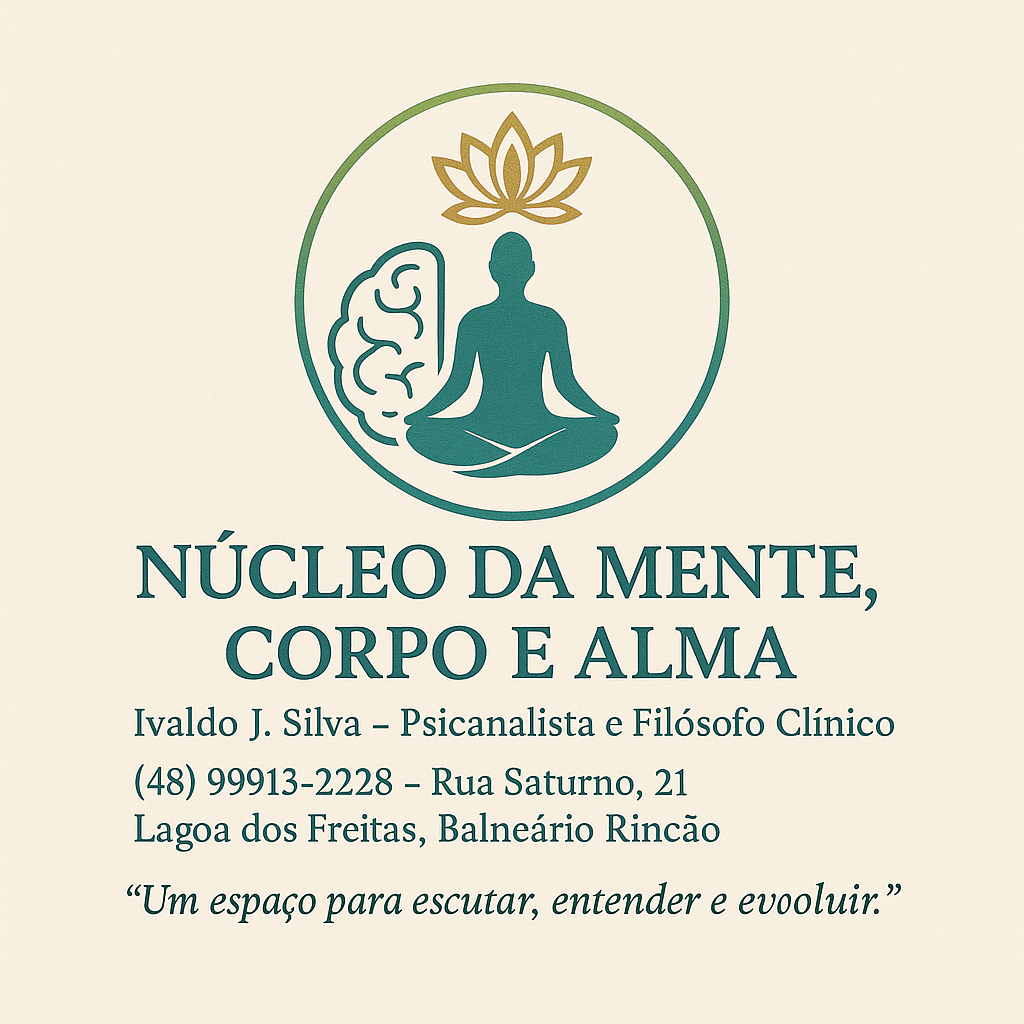 NÚCLEO DA MENTE,
CORPO E ALMA
Ivaldo J. Silva – Psicanalista e Filósofo Clínico
(48) 99913-2228 – Rua Saturno, 21
Lagoa dos Freitas, Balneário Rincão
“Um espaço para escutar, entender e evooluir.”